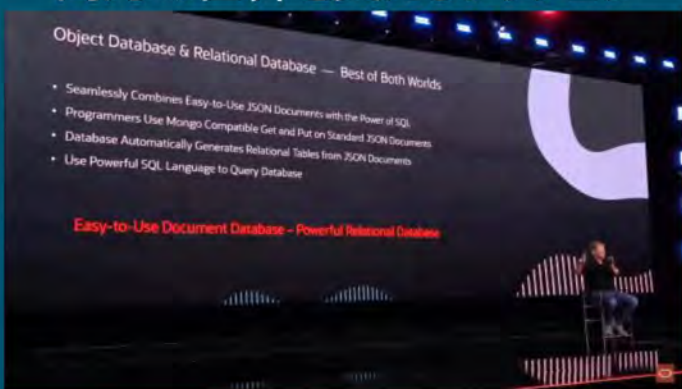 Object Database & Relational Database — Best of Both Worlds
• Seamlessly Combines Easy-to-Use JSON Documents with the Power of SQL
• Programmers Use Mongo Compatible Get and Put on Standard JSON Documents
• Database Automatically Generates Relational Tables from JSON Documents
• Use Powerful SQL Language to Query Database
Easy-to-Use Document Database – Powerful Relational Database